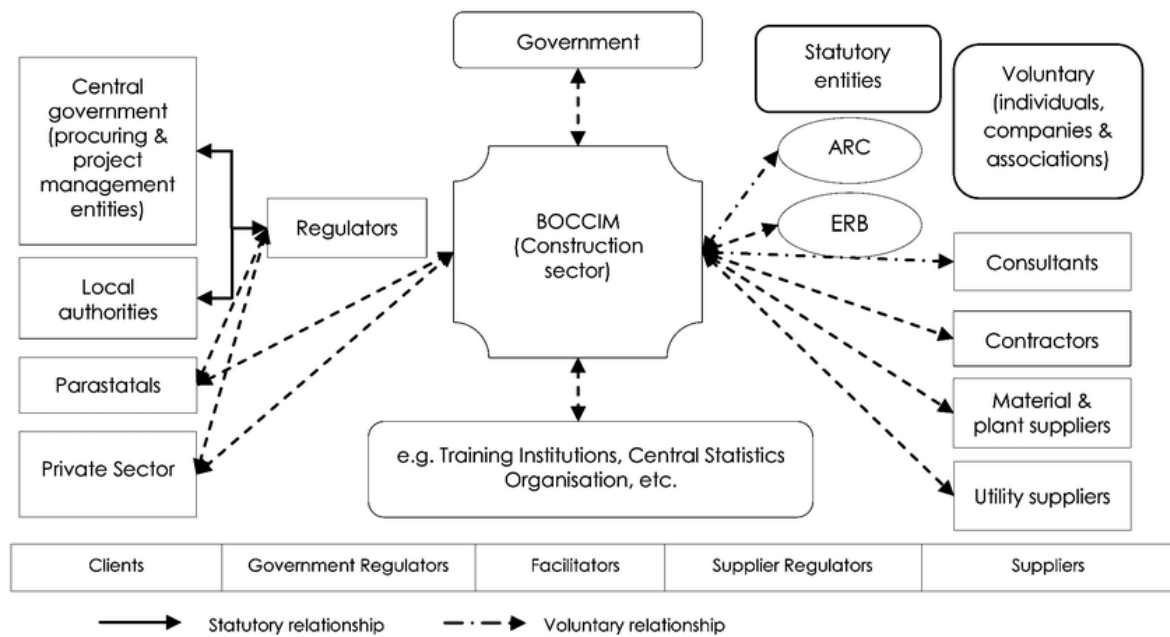 Government
Statutory
entities
Voluntary
(individuals,
companies &
associations)
Central
government
(procuring &
project
management
entities)
ARC
Regulators
BOCCIM
(Construction
sector)
ERB
Local
authorities
Consultants
Contractors
Parastatals
Material &
plant suppliers
Private Sector
e.g. Training Institutions, Central Statistics
Organisation, etc.
Utility suppliers
Clients
Government Regulators
Facilitators
Supplier Regulators
Suppliers
Statutory relationship
Voluntary relationship